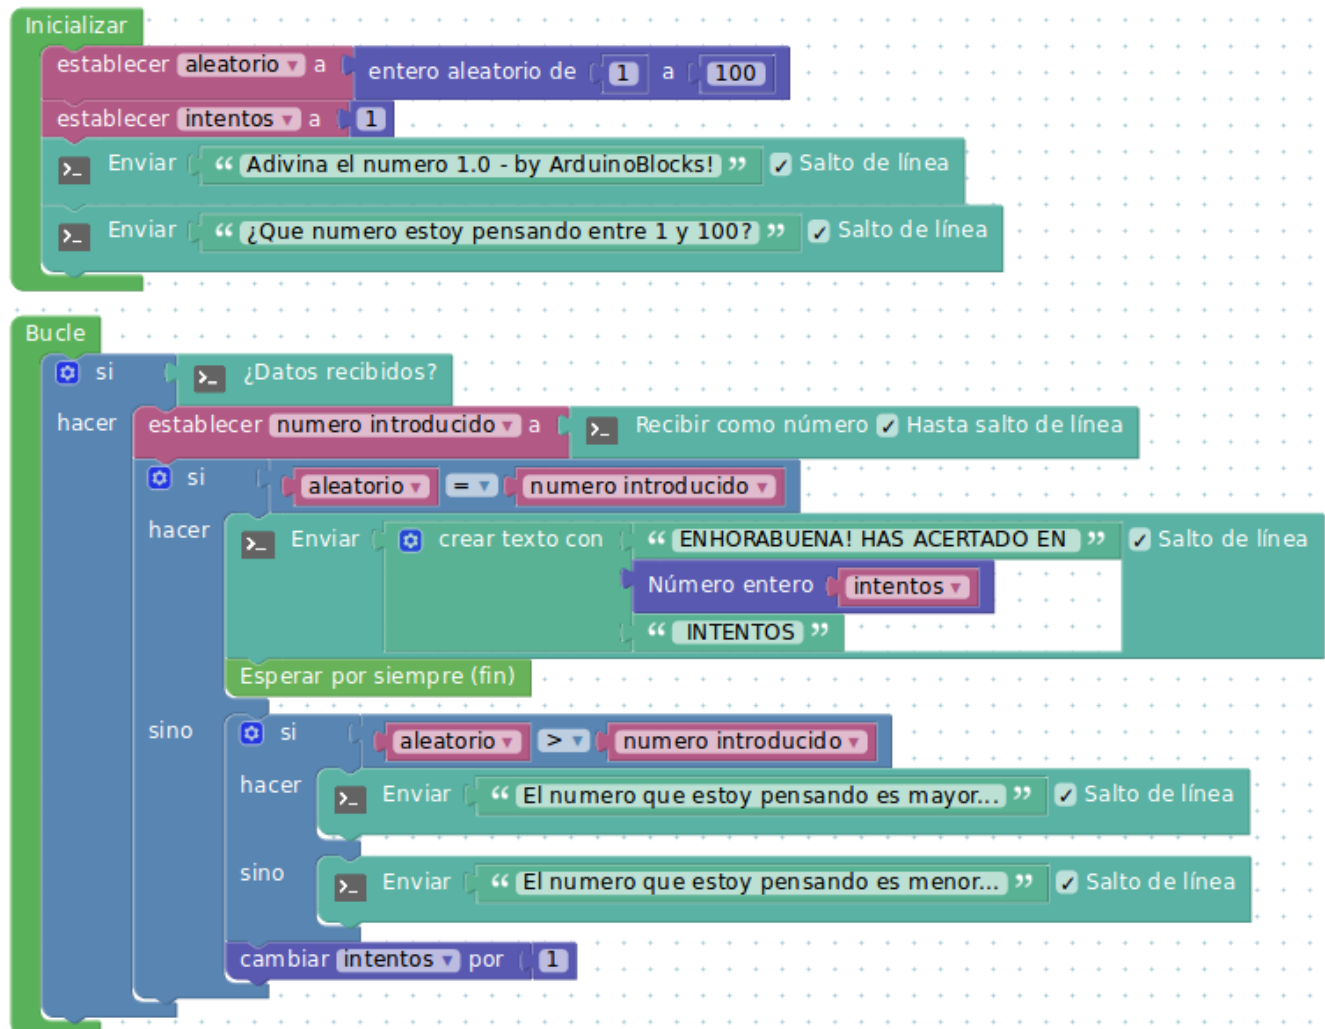 Inicializar
establecer aleatorio a entero aleatorio de 1 a 100
establecer intentos a 1
Enviar “ Adivina el numero 1.0 - by ArduinoBlocks! ” Salto de línea
Enviar “ ¿Que numero estoy pensando entre 1 y 100? ” Salto de línea
Bucle
si ¿Datos recibidos?
hacer establecer numero introducido a Recibir como número Hasta salto de línea
si aleatorio = numero introducido
hacer Enviar crear texto con “ ENHORABUENA! HAS ACERTADO EN ” Salto de línea
Número entero intentos
“ INTENTOS ”
Esperar por siempre (fin)
sino si aleatorio > numero introducido
hacer Enviar “ El numero que estoy pensando es mayor... ” Salto de línea
sino Enviar “ El numero que estoy pensando es menor... ” Salto de línea
cambiar intentos por 1